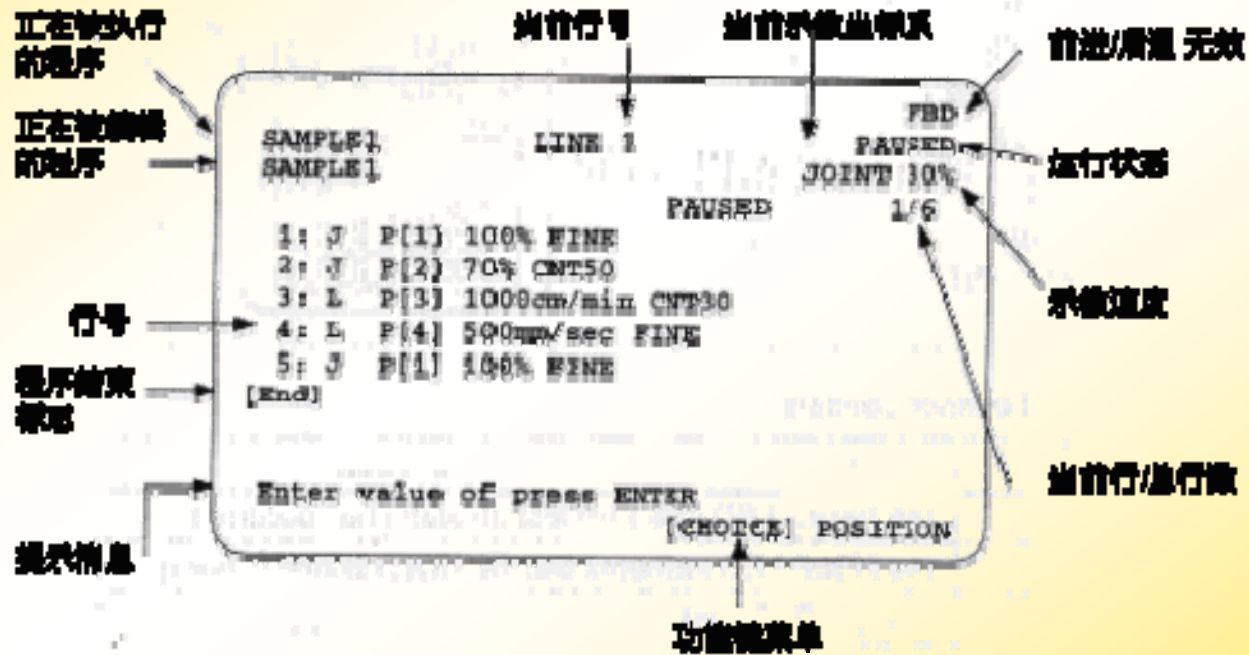 正在被执行
的程序
当前行号
当前示教坐标系
前进/后退 无效
FBD
SAMPLE1 LINE 1 PAUSED
正在被编辑
的程序
SAMPLE1 JOINT 30%
运行状态
PAUSED 1/6
1: J P[1] 100% FINE
2: J P[2] 70% CNT50
3: L P[3] 1000cm/min CNT30
示教速度
行号
4: L P[4] 500mm/sec FINE
5: J P[1] 100% FINE
程序结束
标志
[End]
当前行/总行数
Enter value of press ENTER
[CHOICE] POSITION
提示信息
功能键菜单